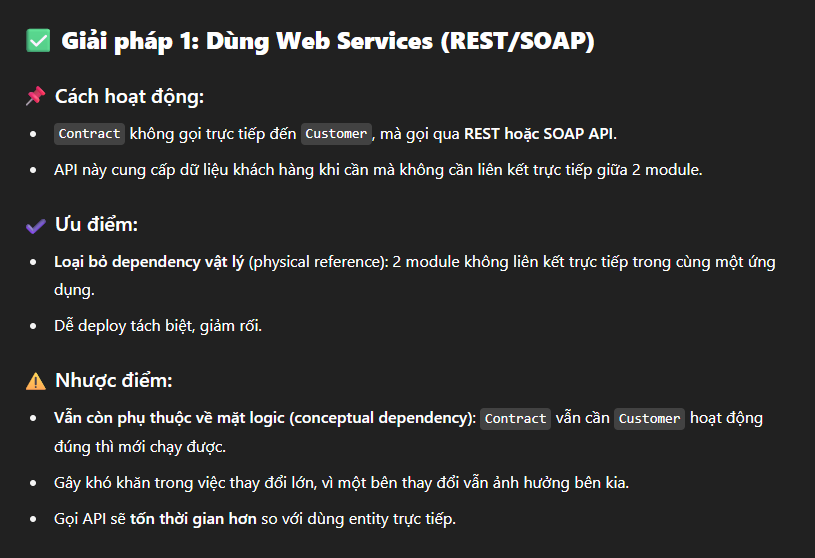 ✅ Giải pháp 1: Dùng Web Services (REST/SOAP)
📌 Cách hoạt động:
• Contract không gọi trực tiếp đến Customer, mà gọi qua REST hoặc SOAP API.
• API này cung cấp dữ liệu khách hàng khi cần mà không cần liên kết trực tiếp giữa 2 module.
✔️ Ưu điểm:
• Loại bỏ dependency vật lý (physical reference): 2 module không liên kết trực tiếp trong cùng một ứng
dụng.
• Dễ deploy tách biệt, giảm rối.
⚠️ Nhược điểm:
• Vẫn còn phụ thuộc về mặt logic (conceptual dependency): Contract vẫn cần Customer hoạt động
đúng thì mới chạy được.
• Gây khó khăn trong việc thay đổi lớn, vì một bên thay đổi vẫn ảnh hưởng bên kia.
• Gọi API sẽ tốn thời gian hơn so với dùng entity trực tiếp.